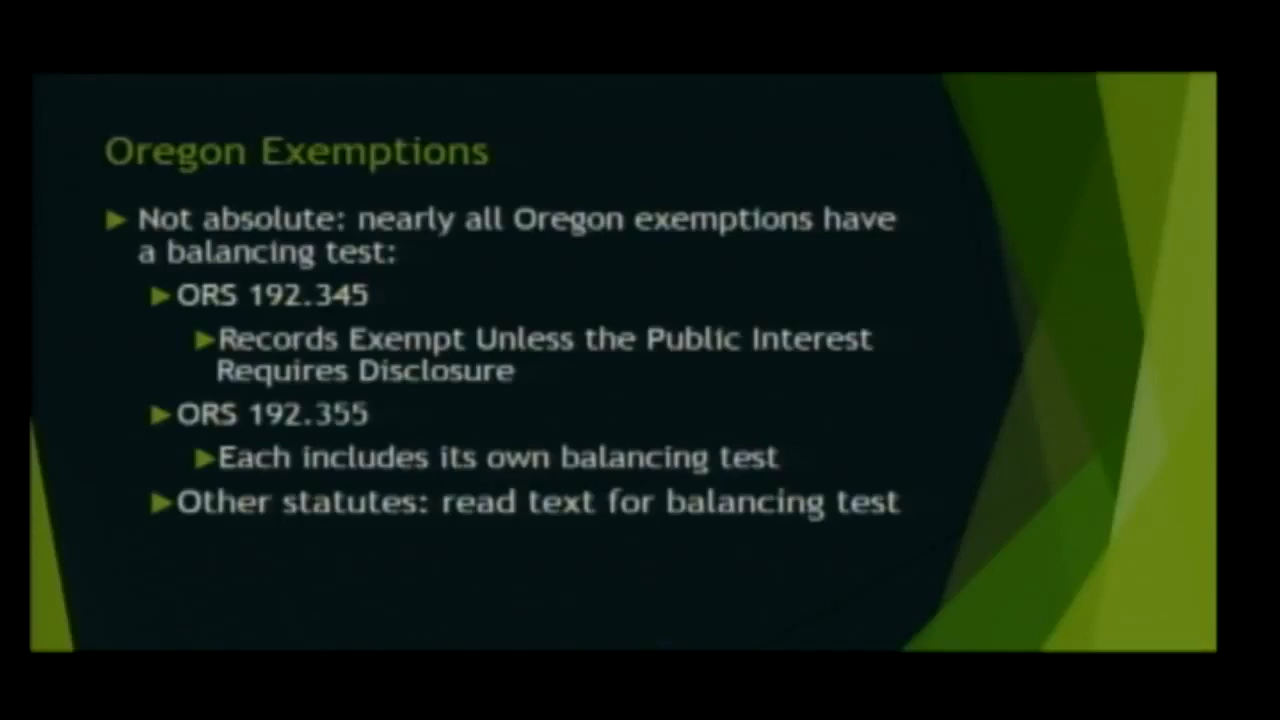 Oregon Exemptions
Not absolute: nearly all Oregon exemptions have
a balancing test:
ORS 192.345
Records Exempt Unless the Public Interest
Requires Disclosure
ORS 192.355
Each includes its own balancing test
Other statutes: read text for balancing test